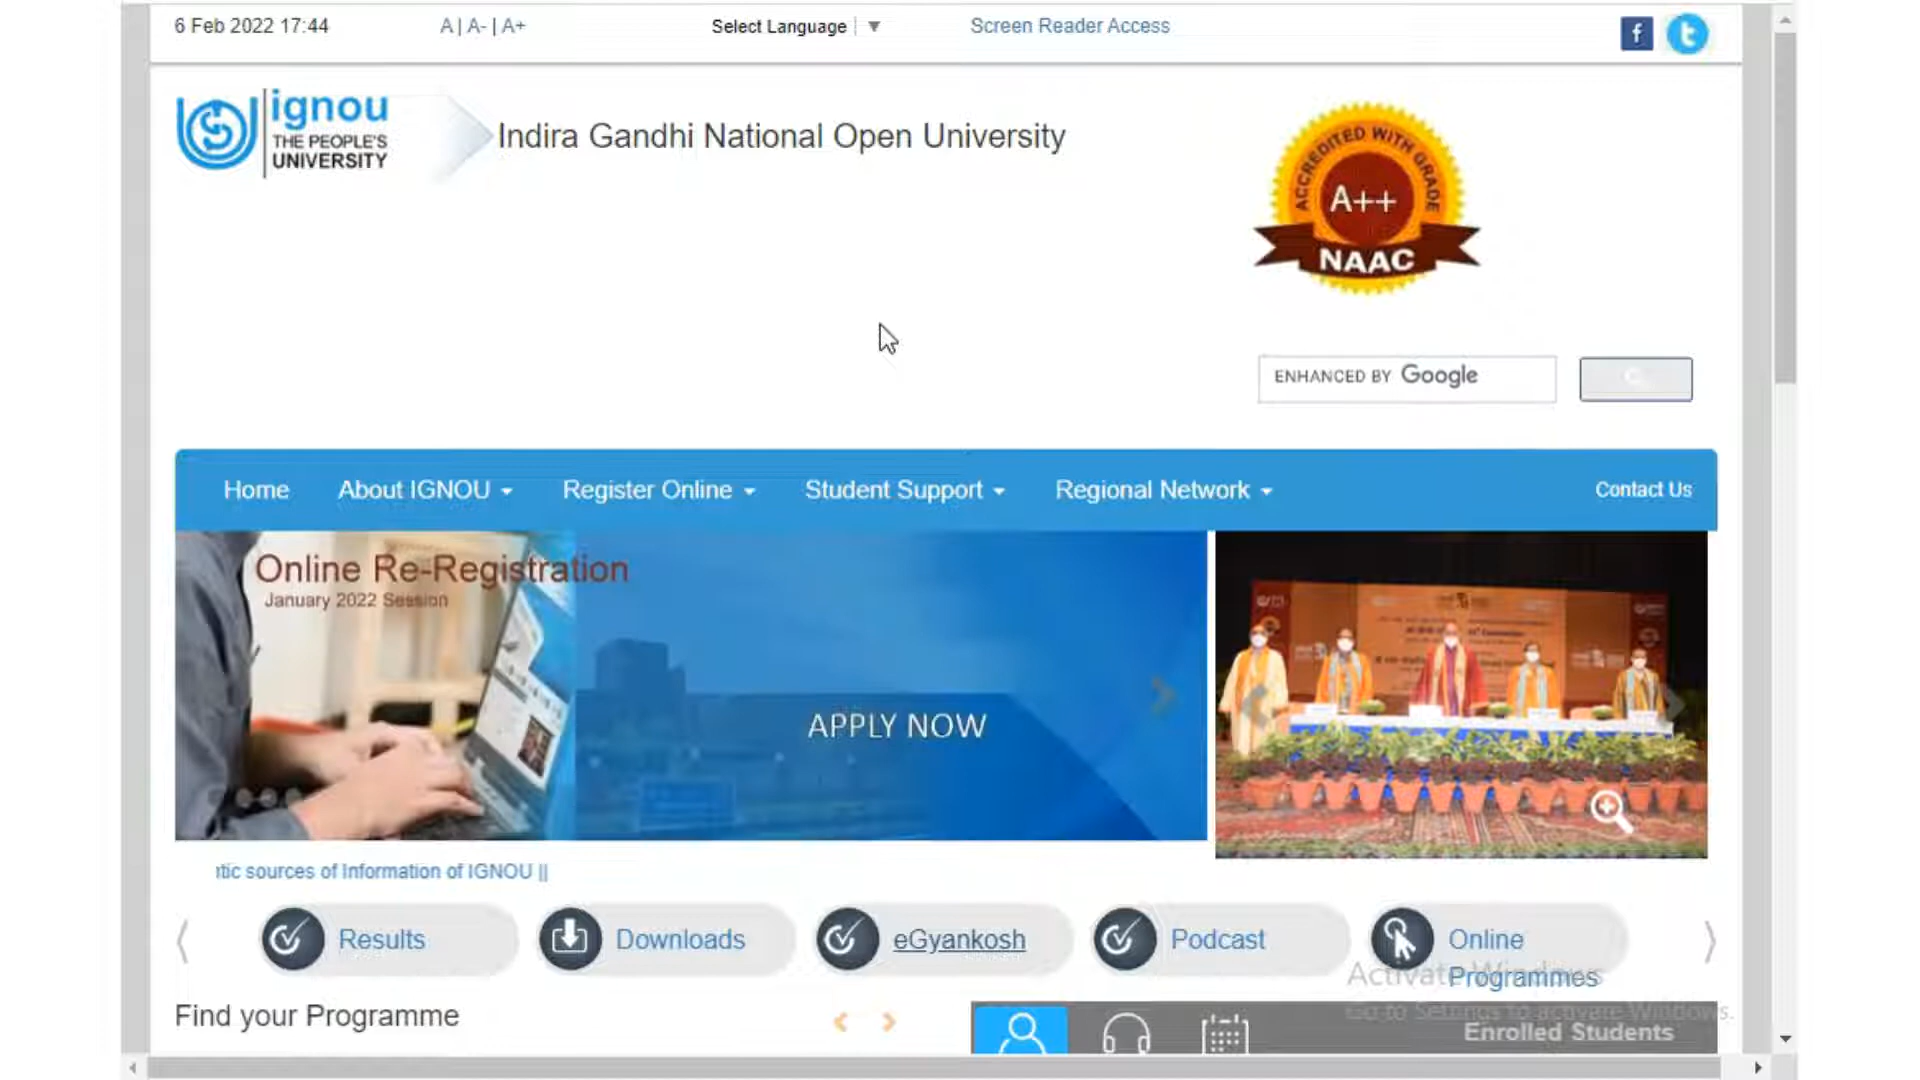 6 Feb 2022 17:44 A | A- | A+ Select Language ▼ Screen Reader Access
f t
ignou
THE PEOPLE'S
UNIVERSITY
Indira Gandhi National Open University
ACCREDITED WITH GRADE
A++
NAAC
ENHANCED BY Google
Home About IGNOU Register Online Student Support Regional Network Contact Us
Online Re-Registration
January 2022 Session
APPLY NOW
tic sources of Information of IGNOU ||
Results Downloads eGyankosh Podcast Online
Programmes
Activate Windows
Go to Settings to activate Windows.
Find your Programme
Enrolled Students